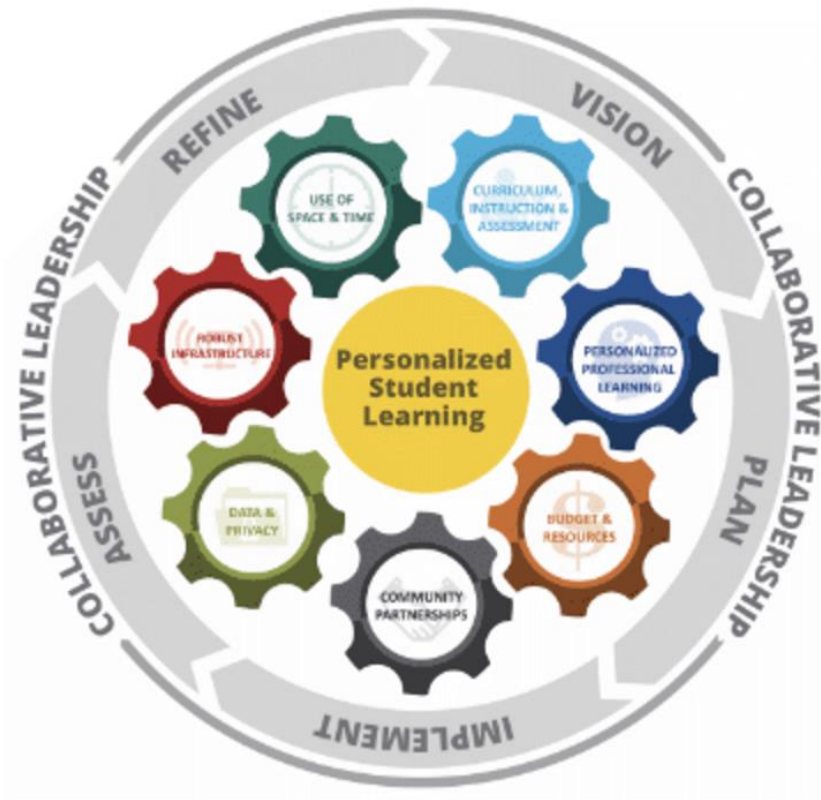 COLLABORATIVE LEADERSHIP
COLLABORATIVE LEADERSHIP
VISION
PLAN
IMPLEMENT
ASSESS
REFINE
CURRICULUM,
INSTRUCTION &
ASSESSMENT
PERSONALIZED
PROFESSIONAL
LEARNING
BUDGET &
RESOURCES
COMMUNITY
PARTNERSHIPS
DATA &
PRIVACY
ROBUST
INFRASTRUCTURE
USE OF
SPACE & TIME
Personalized
Student
Learning